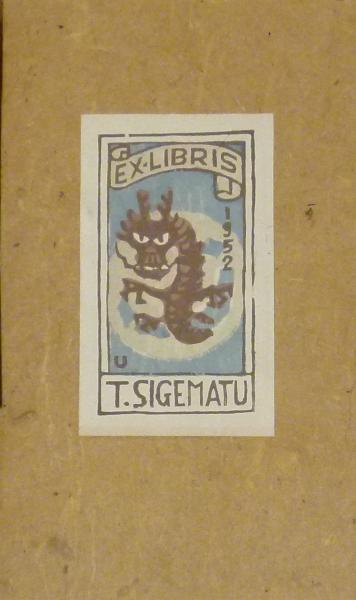 EX-LIBRIS
1952
U
T. SIGEMATU